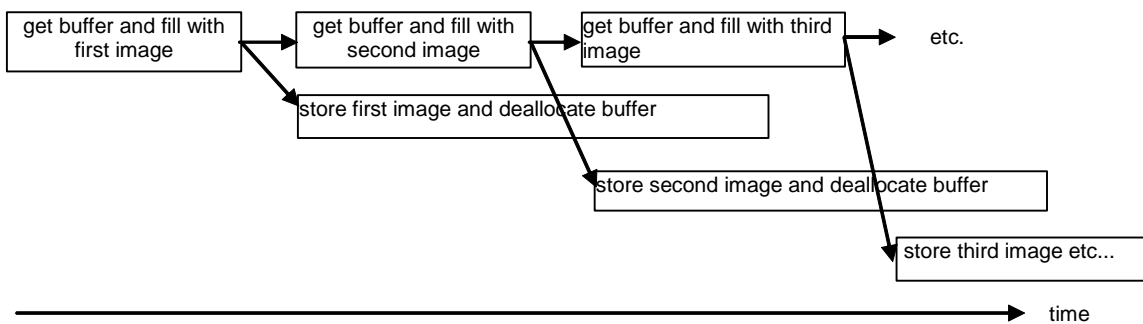 get buffer and fill with
first image
get buffer and fill with
second image
get buffer and fill with third
image
etc.
store first image and deallocate buffer
store second image and deallocate buffer
store third image etc...
time